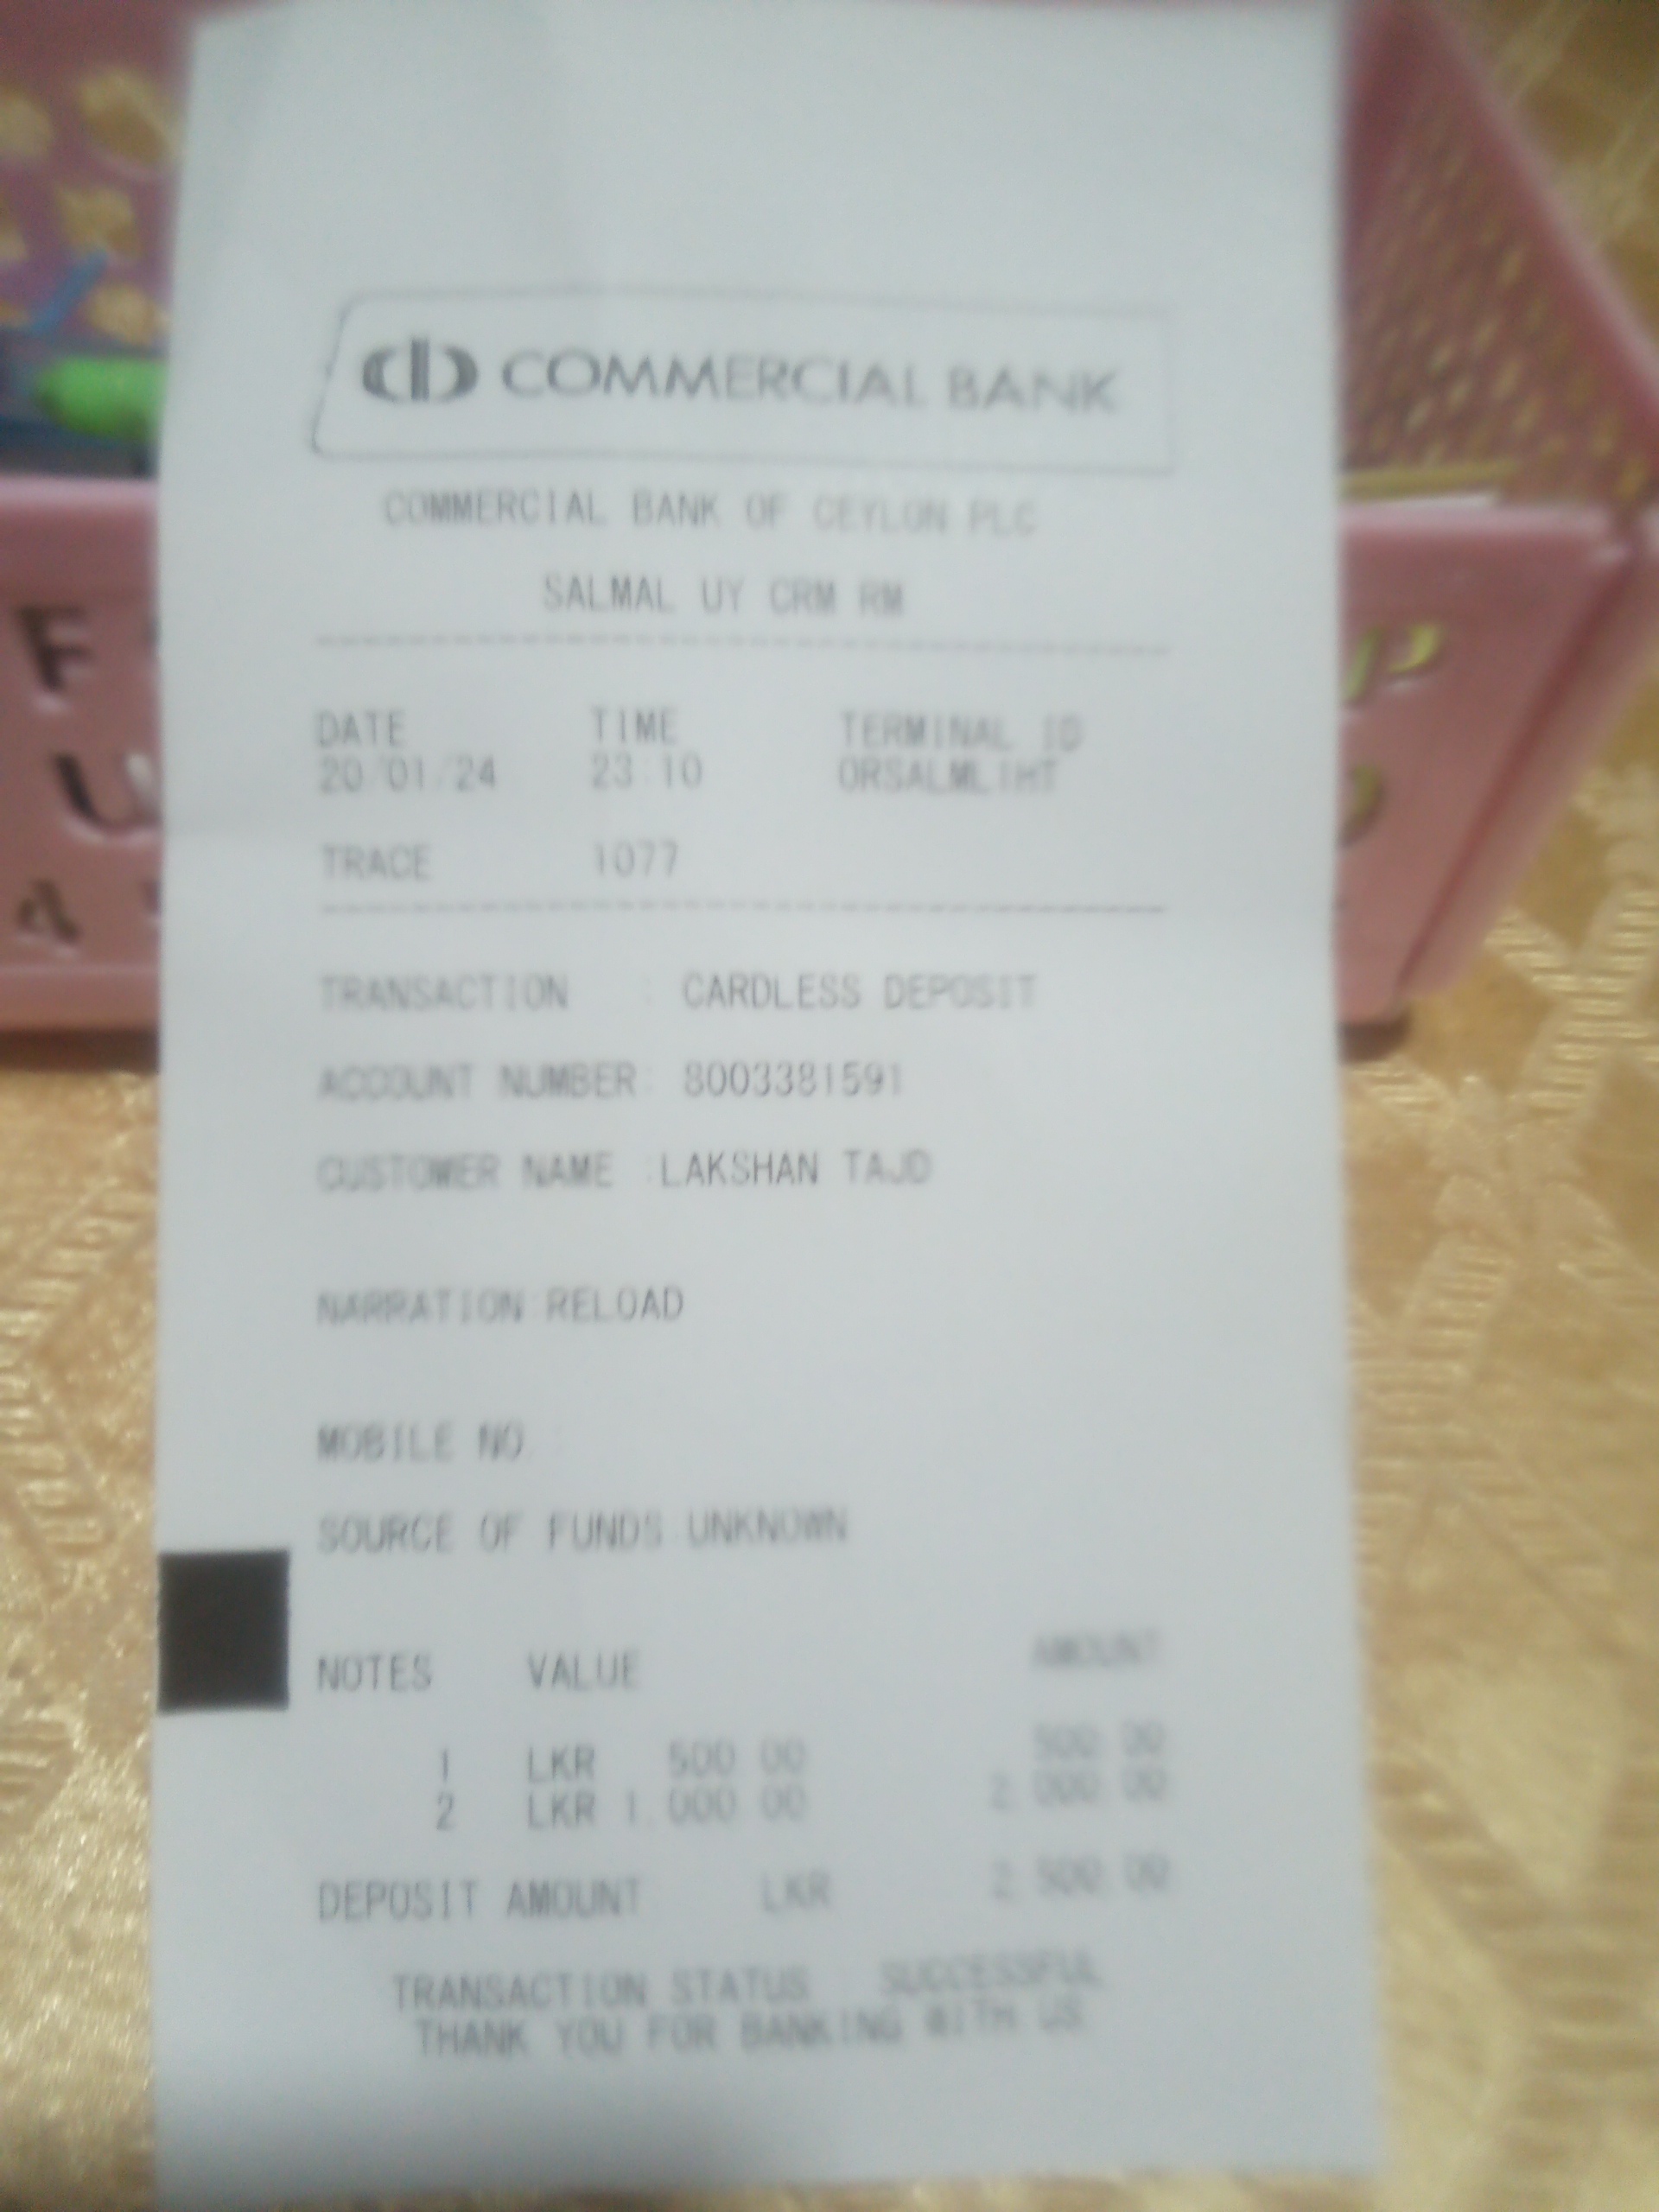 COMMERCIAL BANK
COMMERCIAL BANK OF CEYLON PLC
SALMAL UY CRM RM
DATE TIME TERMINAL ID
20/01/24 23:10 ORSALMLIHT
TRACE 1077
TRANSACTION : CARDLESS DEPOSIT
ACCOUNT NUMBER: 8003381591
CUSTOMER NAME :LAKSHAN TAJD
NARRATION:RELOAD
MOBILE NO :
SOURCE OF FUNDS:UNKNOWN
NOTES VALUE AMOUNT
1 LKR 500.00 500.00
2 LKR 1,000.00 2,000.00
DEPOSIT AMOUNT LKR 2,500.00
TRANSACTION STATUS : SUCCESSFUL
THANK YOU FOR BANKING WITH US